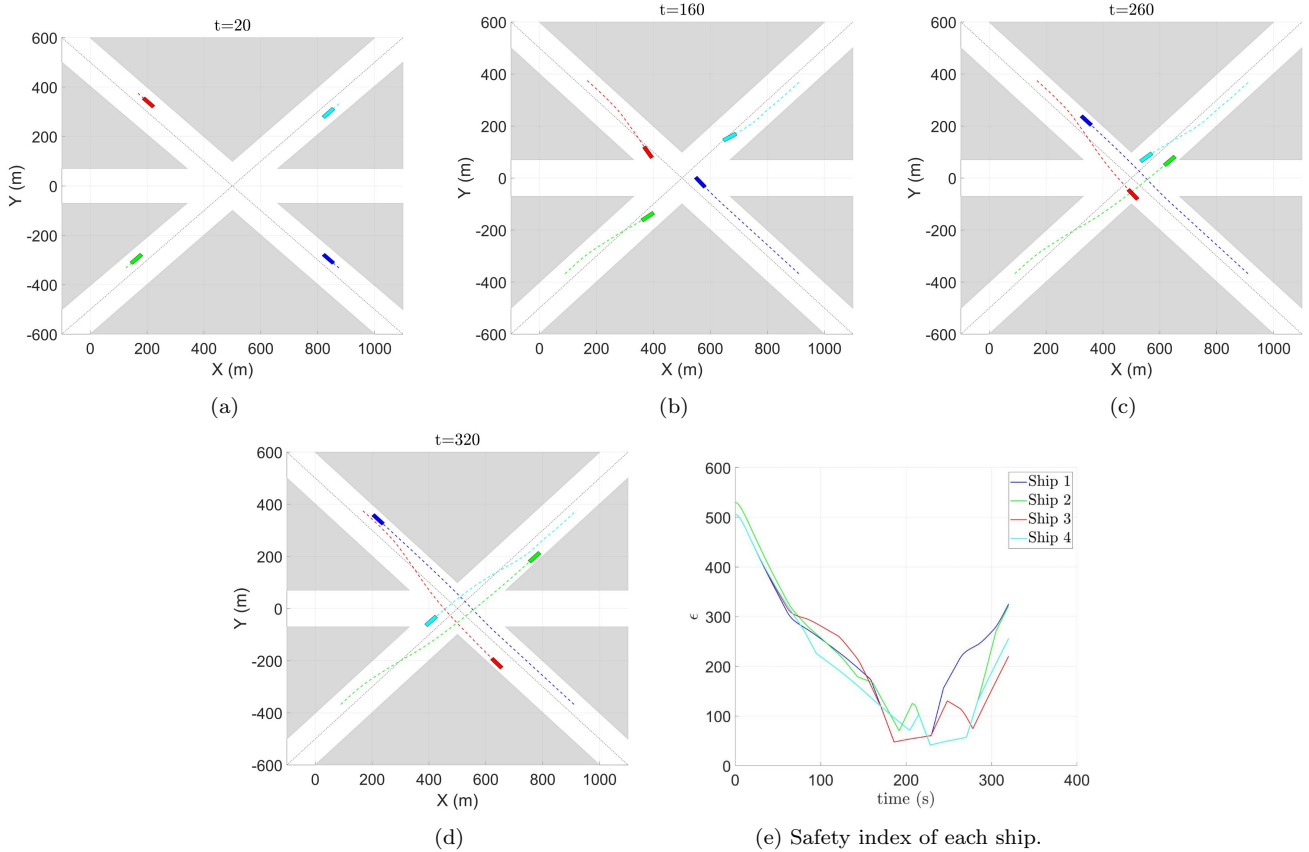 t=20
600
400
200
0
-200
-400
-600
Y (m)
0 200 400 600 800 1000
X (m)
(a)
t=160
600
400
200
0
-200
-400
-600
Y (m)
0 200 400 600 800 1000
X (m)
(b)
t=260
600
400
200
0
-200
-400
-600
Y (m)
0 200 400 600 800 1000
X (m)
(c)
t=320
600
400
200
0
-200
-400
-600
Y (m)
0 200 400 600 800 1000
X (m)
(d)
600
500
400
300
200
100
0
ϵ
Ship 1
Ship 2
Ship 3
Ship 4
0 100 200 300 400
time (s)
(e) Safety index of each ship.